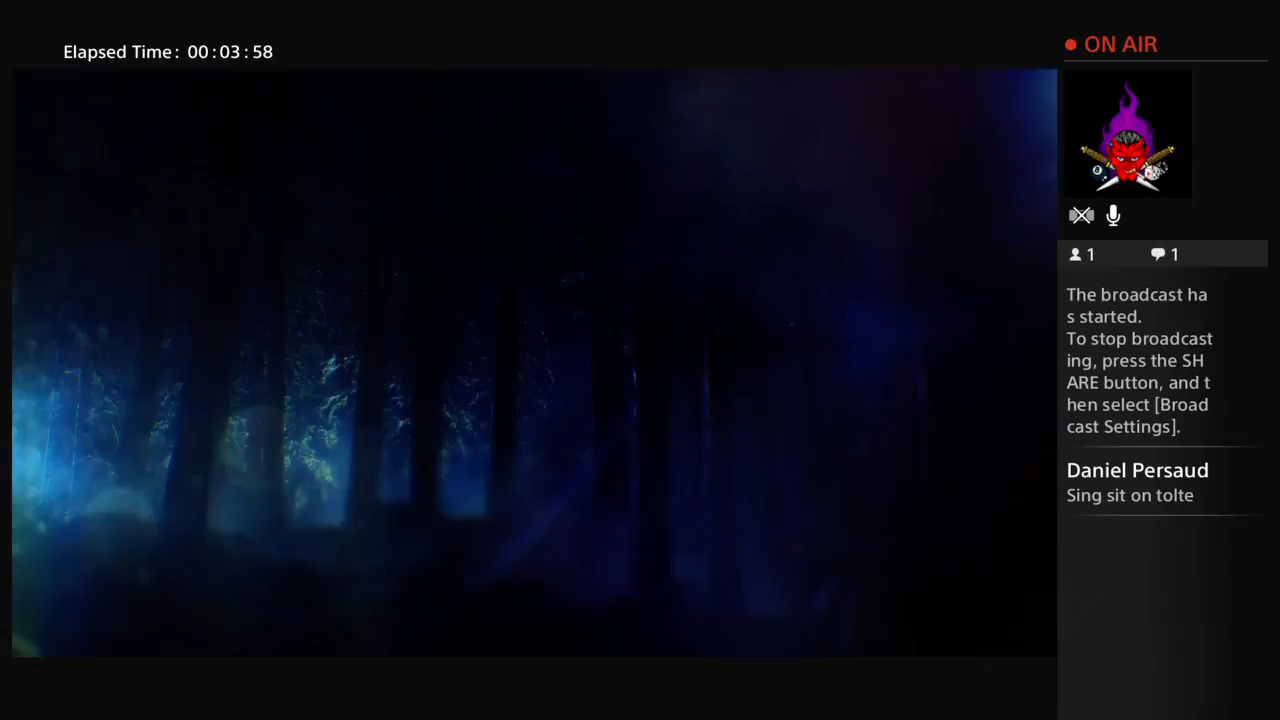 Elapsed Time: 00:03:58
ON AIR
1
1
The broadcast ha
s started.
To stop broadcast
ing, press the SH
ARE button, and t
hen select [Broad
cast Settings].
Daniel Persaud
Sing sit on tolte